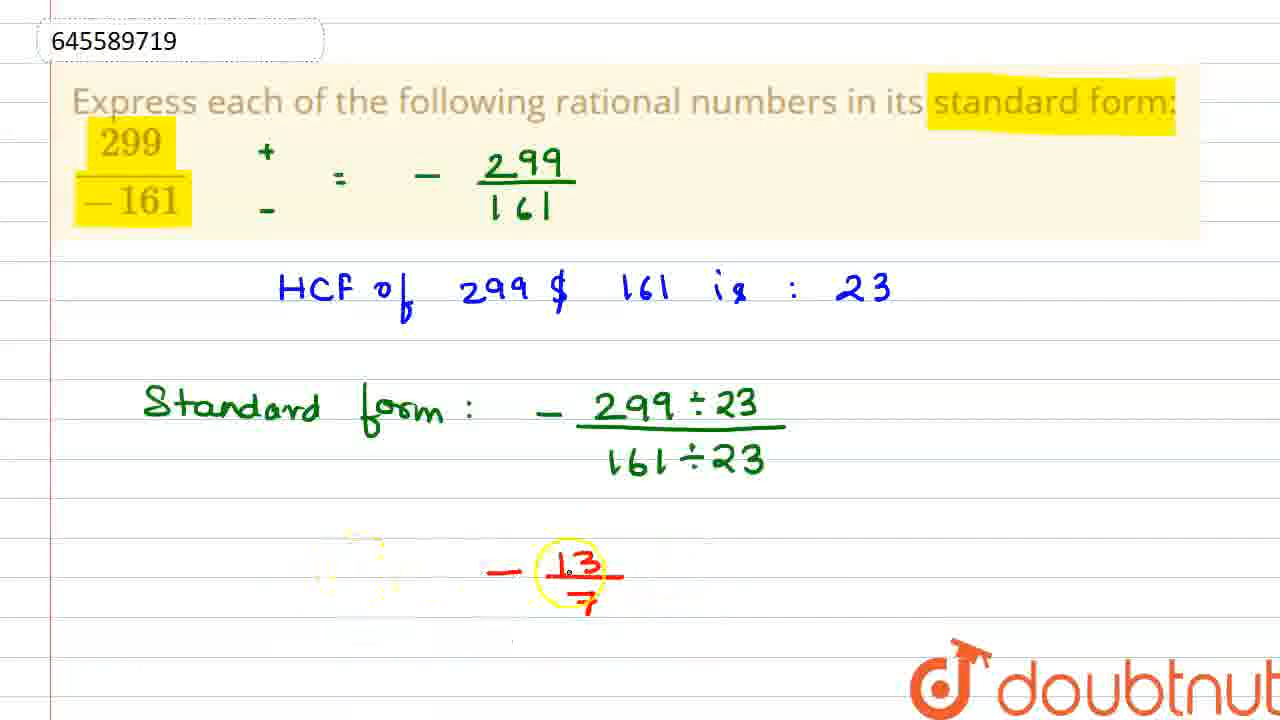 645589719
Express each of the following rational numbers in its standard form:
299 + = - 299
-161 - 161
HCF of 299 & 161 is : 23
Standard form : - 299 ÷ 23
161 ÷ 23
- 13
7
doubtnut